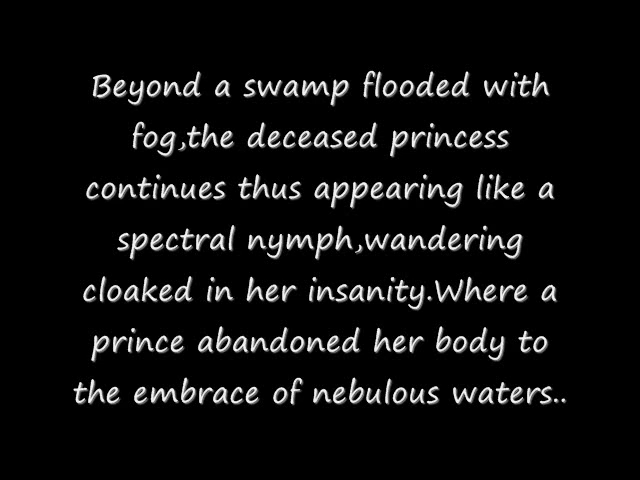 Beyond a swamp flooded with
fog,the deceased princess
continues thus appearing like a
spectral nymph,wandering
cloaked in her insanity.Where a
prince abandoned her body to
the embrace of nebulous waters..